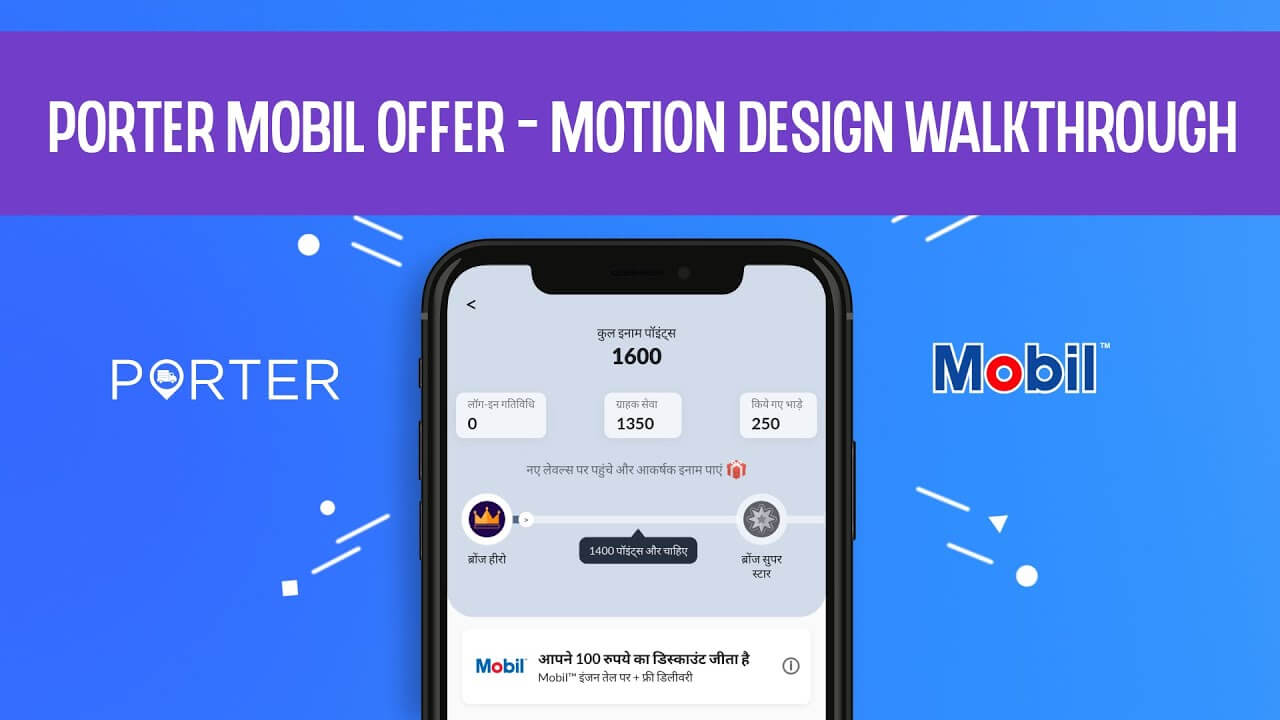 PORTER MOBIL OFFER - MOTION DESIGN WALKTHROUGH
PORTER
Mobil™
<
कुल इनाम पॉइंट्स
1600
लॉग-इन गतिविधि
0
ग्राहक सेवा
1350
किये गए भाड़े
250
नए लेवल्स पर पहुंचे और आकर्षक इनाम पाएं
>
1400 पॉइंट्स और चाहिए
ब्रोंज हीरो
ब्रोंज सुपर
स्टार
Mobil
आपने 100 रुपये का डिस्काउंट जीता है
Mobil™ इंजन तेल पर + फ्री डिलीवरी